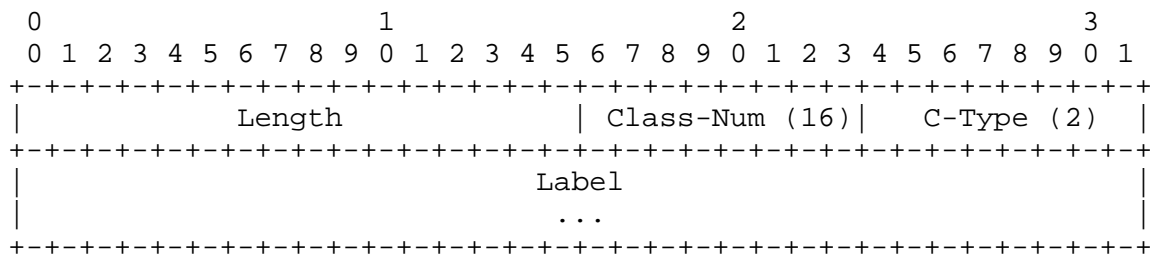 0                   1                   2                   3
 0 1 2 3 4 5 6 7 8 9 0 1 2 3 4 5 6 7 8 9 0 1 2 3 4 5 6 7 8 9 0 1
+-+-+-+-+-+-+-+-+-+-+-+-+-+-+-+-+-+-+-+-+-+-+-+-+-+-+-+-+-+-+-+-+
|            Length             | Class-Num (16)|   C-Type (2)  |
+-+-+-+-+-+-+-+-+-+-+-+-+-+-+-+-+-+-+-+-+-+-+-+-+-+-+-+-+-+-+-+-+
|                             Label                             |
|                              ...                              |
+-+-+-+-+-+-+-+-+-+-+-+-+-+-+-+-+-+-+-+-+-+-+-+-+-+-+-+-+-+-+-+-+